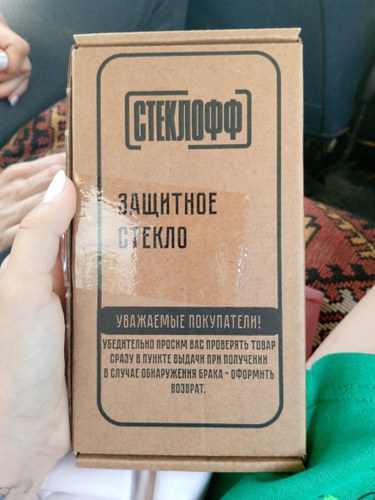 СТЕКЛОФФ
ЗАЩИТНОЕ
СТЕКЛО
УВАЖАЕМЫЕ ПОКУПАТЕЛИ!
УБЕДИТЕЛЬНО ПРОСИМ ВАС ПРОВЕРЯТЬ ТОВАР
СРАЗУ В ПУНКТЕ ВЫДАЧИ ПРИ ПОЛУЧЕНИИ
В СЛУЧАЕ ОБНАРУЖЕНИЯ БРАКА - ОФОРМИТЬ
ВОЗВРАТ.